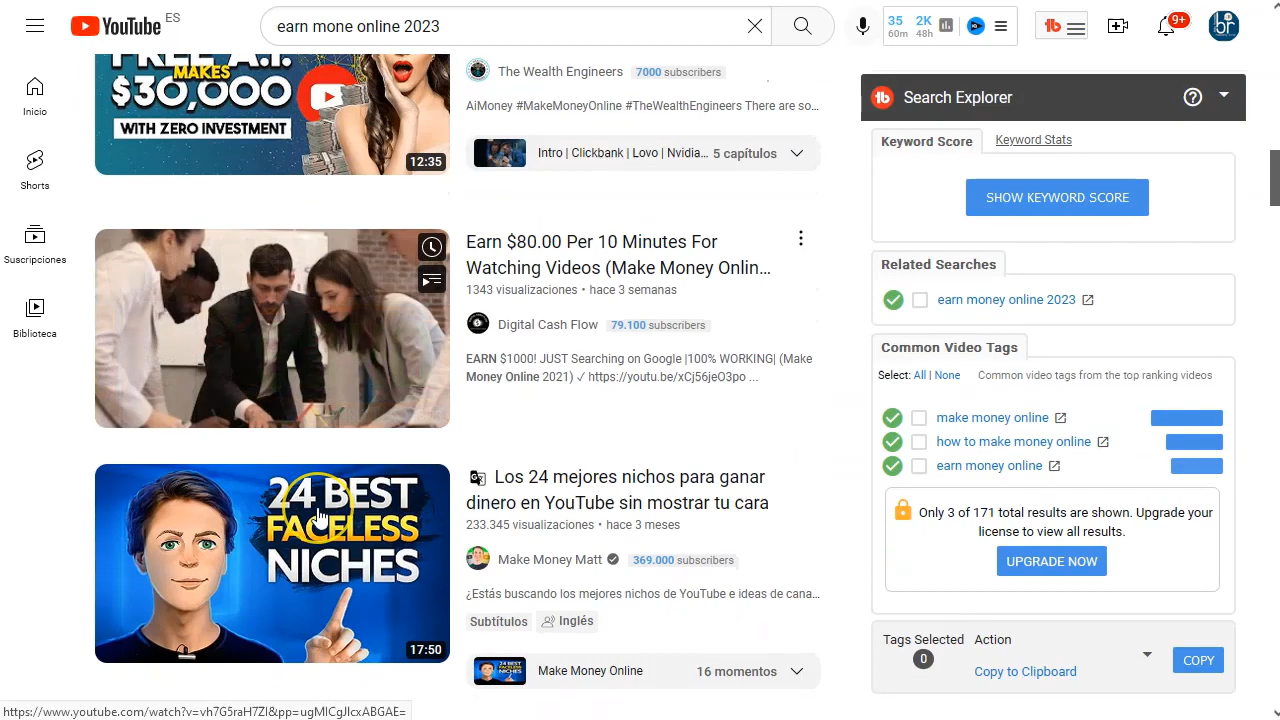 YouTube ES
earn mone online 2023
35 60m
2K 48h
9+
Inicio
Shorts
Suscripciones
Biblioteca
FREE A.I.
MAKES
$30,000
WITH ZERO INVESTMENT
12:35
The Wealth Engineers 7000 subscribers
AiMoney #MakeMoneyOnline #TheWealthEngineers There are so...
Intro | Clickbank | Lovo | Nvidia... 5 capítulos
Earn $80.00 Per 10 Minutes For
Watching Videos (Make Money Onlin...
1343 visualizaciones • hace 3 semanas
Digital Cash Flow 79.100 subscribers
EARN $1000! JUST Searching on Google |100% WORKING| (Make
Money Online 2021) ✓ https://youtu.be/xCj56jeO3po ...
24 BEST
FACELESS
NICHES
17:50
Los 24 mejores nichos para ganar
dinero en YouTube sin mostrar tu cara
233.345 visualizaciones • hace 3 meses
Make Money Matt 369.000 subscribers
¿Estás buscando los mejores nichos de YouTube e ideas de cana...
Subtítulos Inglés
24 BEST
FACELESS
NICHES
Make Money Online 16 momentos
Search Explorer
Keyword Score Keyword Stats
SHOW KEYWORD SCORE
Related Searches
earn money online 2023
Common Video Tags
Select: All | None Common video tags from the top ranking videos
make money online
how to make money online
earn money online
Only 3 of 171 total results are shown. Upgrade your
license to view all results.
UPGRADE NOW
Tags Selected Action
0
Copy to Clipboard
COPY
https://www.youtube.com/watch?v=vh7G5raH7ZI&pp=ugMICgJlcxABGAE=